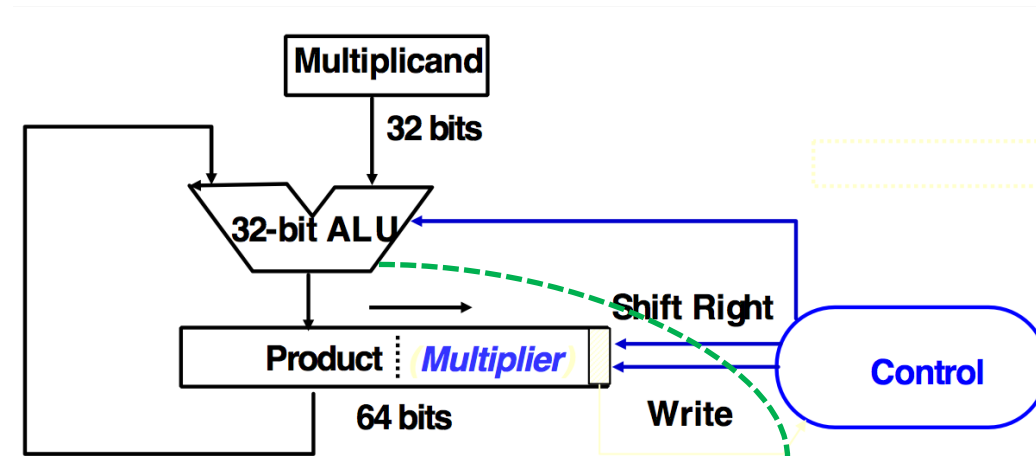 Multiplicand
32 bits
32-bit ALU
Shift Right
Product (Multiplier)
Control
64 bits
Write